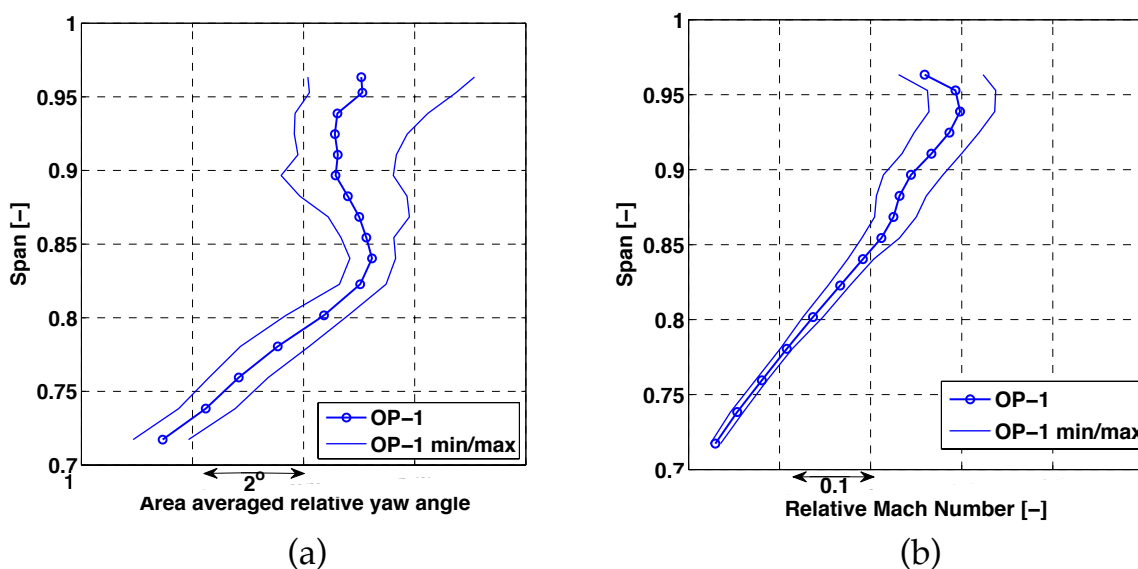 1
0.95
0.9
0.85
0.8
0.75
0.7
Span [−]
OP−1
OP−1 min/max
1
2º
Area averaged relative yaw angle
(a)
1
0.95
0.9
0.85
0.8
0.75
0.7
Span [−]
OP−1
OP−1 min/max
0.1
Relative Mach Number [−]
(b)